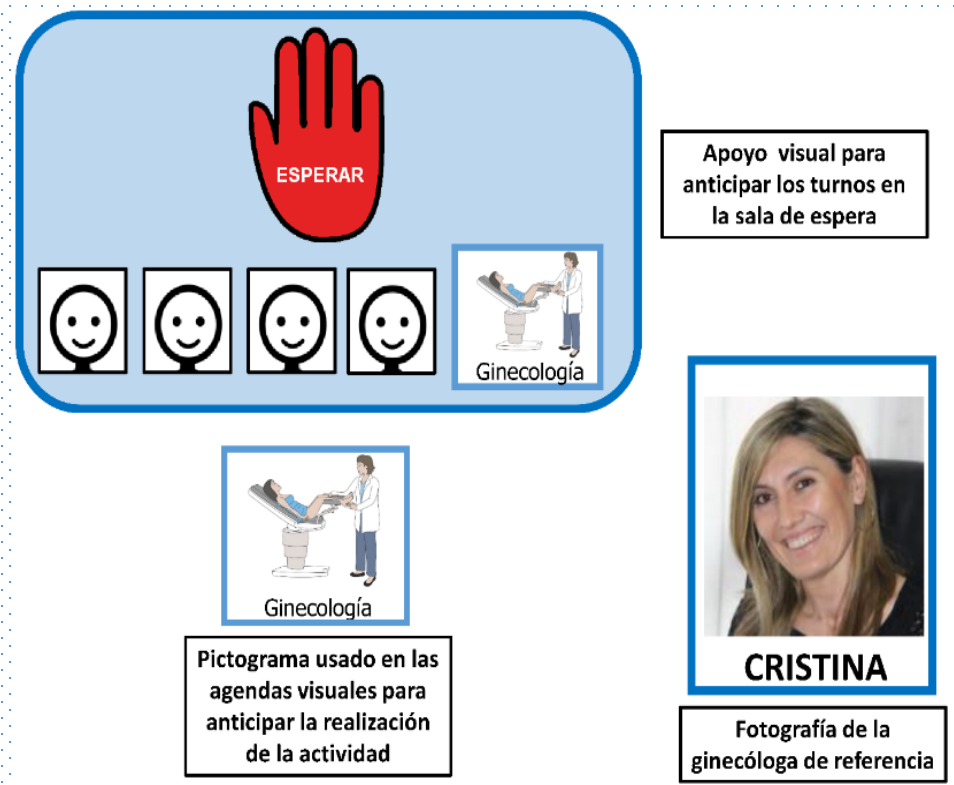 ESPERAR
Ginecología
Apoyo visual para
anticipar los turnos en
la sala de espera
Ginecología
Pictograma usado en las
agendas visuales para
anticipar la realización
de la actividad
CRISTINA
Fotografía de la
ginecóloga de referencia